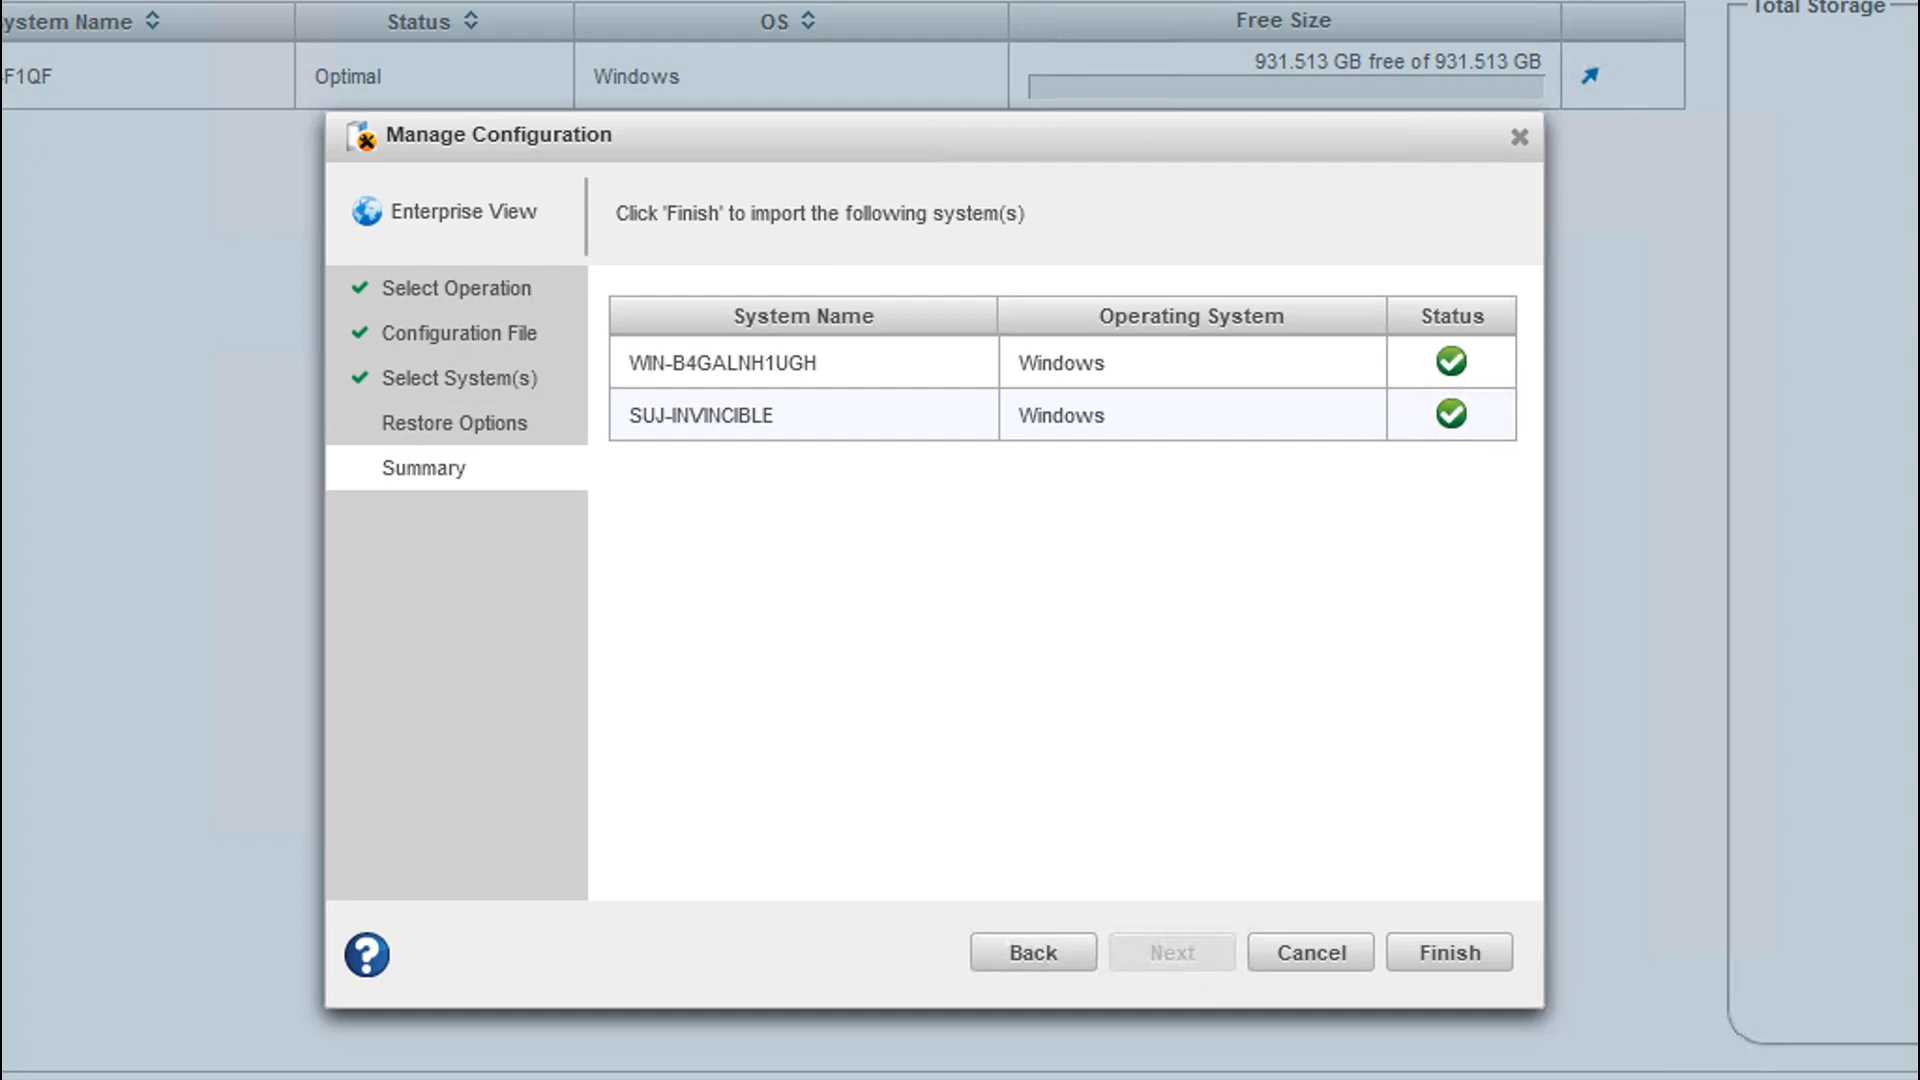 ystem Name Status OS Free Size Total Storage
F1QF Optimal Windows 931.513 GB free of 931.513 GB
Manage Configuration
Enterprise View
Click 'Finish' to import the following system(s)
Select Operation
Configuration File
Select System(s)
Restore Options
Summary
System Name Operating System Status
WIN-B4GALNH1UGH Windows
SUJ-INVINCIBLE Windows
? Back Next Cancel Finish